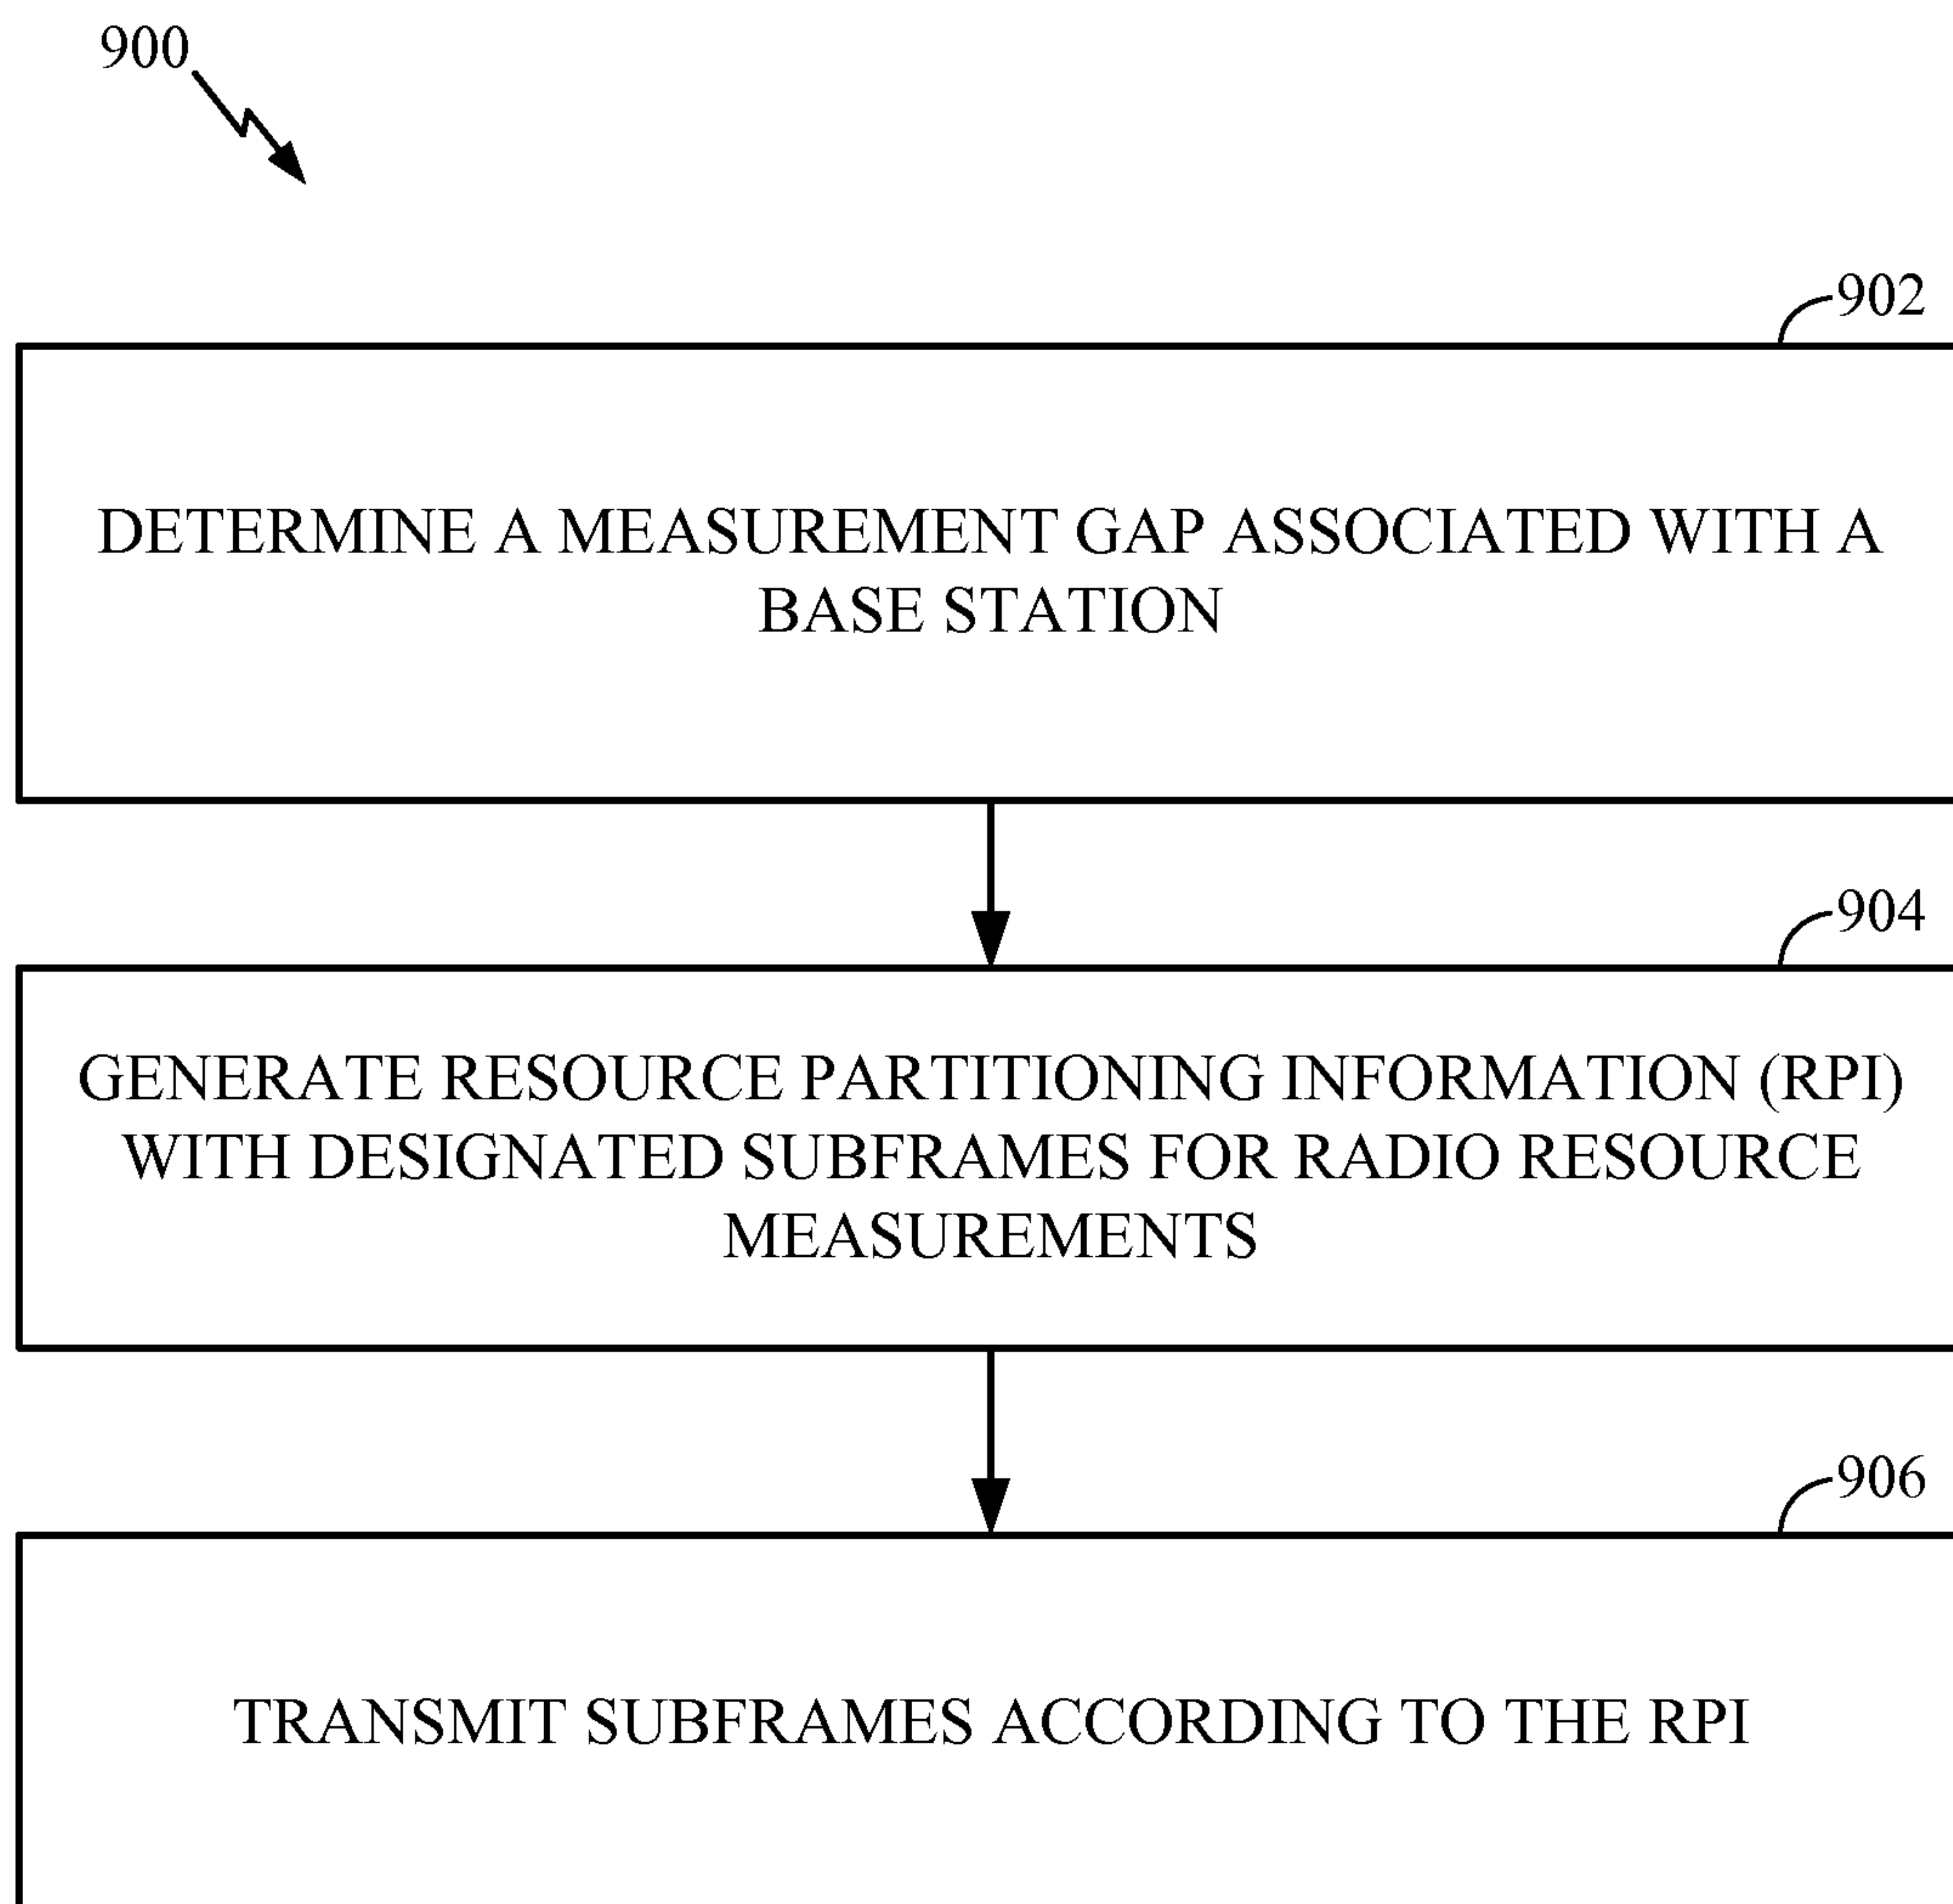 900
902
DETERMINE A MEASUREMENT GAP ASSOCIATED WITH A
BASE STATION
904
GENERATE RESOURCE PARTITIONING INFORMATION (RPI)
WITH DESIGNATED SUBFRAMES FOR RADIO RESOURCE
MEASUREMENTS
906
TRANSMIT SUBFRAMES ACCORDING TO THE RPI